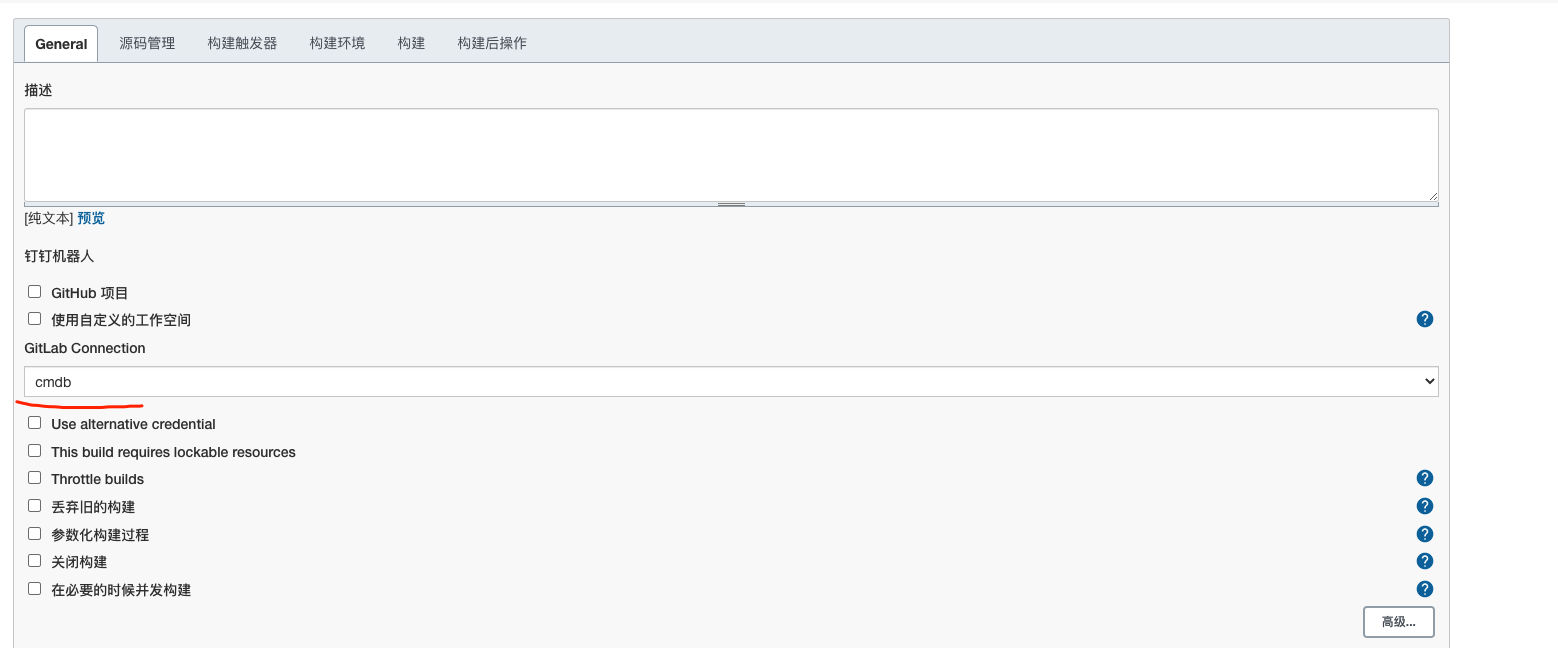 General 源码管理 构建触发器 构建环境 构建 构建后操作
描述
[纯文本] 预览
钉钉机器人
GitHub 项目
使用自定义的工作空间
GitLab Connection
cmdb
Use alternative credential
This build requires lockable resources
Throttle builds
丢弃旧的构建
参数化构建过程
关闭构建
在必要的时候并发构建
高级...